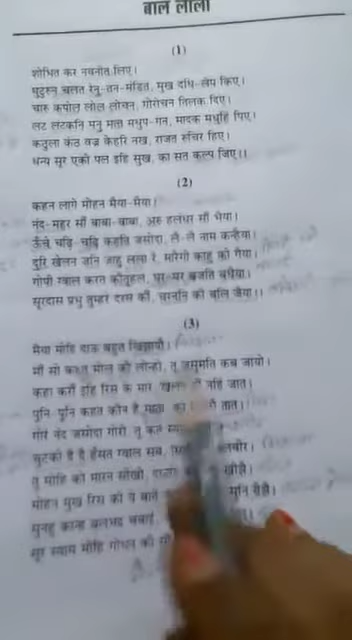 बाल लीला
(1)
शोभित कर नवनीत लिए।
घुटुरुन चलत रेनु-तन-मंडित, मुख दधि-लेप किए।
चारु कपोल लोल लोचन, गोरोचन तिलक दिए।
लट लटकनि मनु मत्त मधुप-गन, मादक मधुहिं पिए।
कठुला कंठ वज्र केहरि नख, राजत रुचिर हिए।
धन्य सूर एकौ पल इहिं सुख, का सत कल्प जिए।।
(2)
कहन लागे मोहन मैया-मैया।
नंद-महर सौं बाबा-बाबा, अरु हलधर सौं भैया।
ऊँचे चढ़ि-चढ़ि कहति जसोदा, लै-लै नाम कन्हैया।
दूरि खेलन जनि जाहु लला रे, मारेगी काहु की गैया।
गोपी ग्वाल करत कौतूहल, घर-घर बजति बधैया।
सूरदास प्रभु तुम्हरे दरस कौं, चरननि की बलि जैया।।
(3)
मैया मोहिं दाऊ बहुत खिझायौ।
मौं सों कहत मोल कौ लीन्हो, तू जसुमति कब जायो।
कहा करौं इहि रिस के मारे, खेलन नहिं जात।
पुनि-पुनि कहत कौन है माता तात।
गोरे नंद जसोदा गोरी, तू कत
चुटकी दै दै हँसत ग्वाल सब,
तू मोहिं को मारन सीखी,
मोहन मुख रिस की ये बातें सुनि
सुनहु कान्ह बलभद्र चबाई,
सूर स्याम मोहिं गोधन की